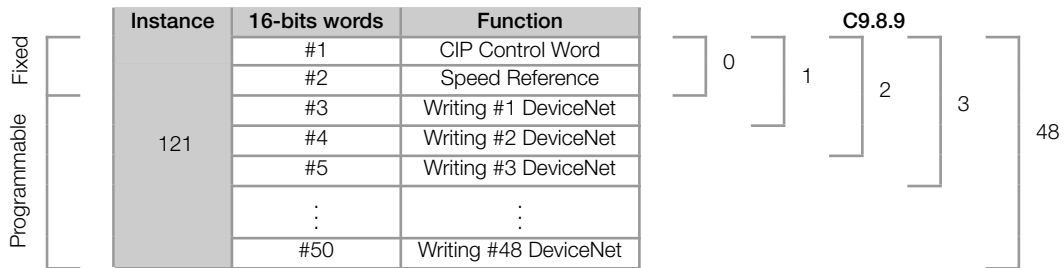 Instance 16-bits words Function C9.8.9
Fixed
#1 CIP Control Word
#2 Speed Reference
0
1
2
3
48
Programmable
121
#3 Writing #1 DeviceNet
#4 Writing #2 DeviceNet
#5 Writing #3 DeviceNet
⋮ ⋮
#50 Writing #48 DeviceNet